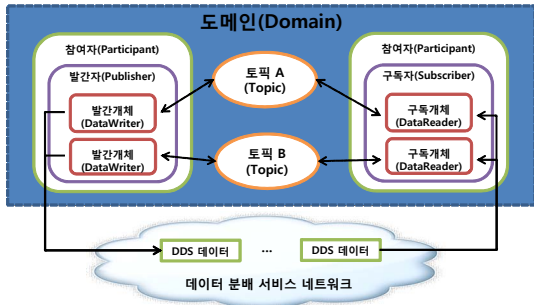 도메인(Domain)
참여자(Participant)
발간자(Publisher)
발간개체
(DataWriter)
발간개체
(DataWriter)
토픽 A
(Topic)
토픽 B
(Topic)
참여자(Participant)
구독자(Subscriber)
구독개체
(DataReader)
구독개체
(DataReader)
DDS 데이터
...
DDS 데이터
데이터 분배 서비스 네트워크